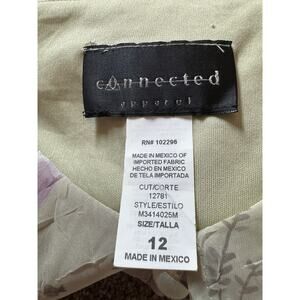 connected
apparel
RN# 102296
MADE IN MEXICO OF
IMPORTED FABRIC
HECHO EN MEXICO
DE TELA IMPORTADA
CUT/CORTE
12781
STYLE/ESTILO
M3414025M
SIZE/TALLA
12
MADE IN MEXICO